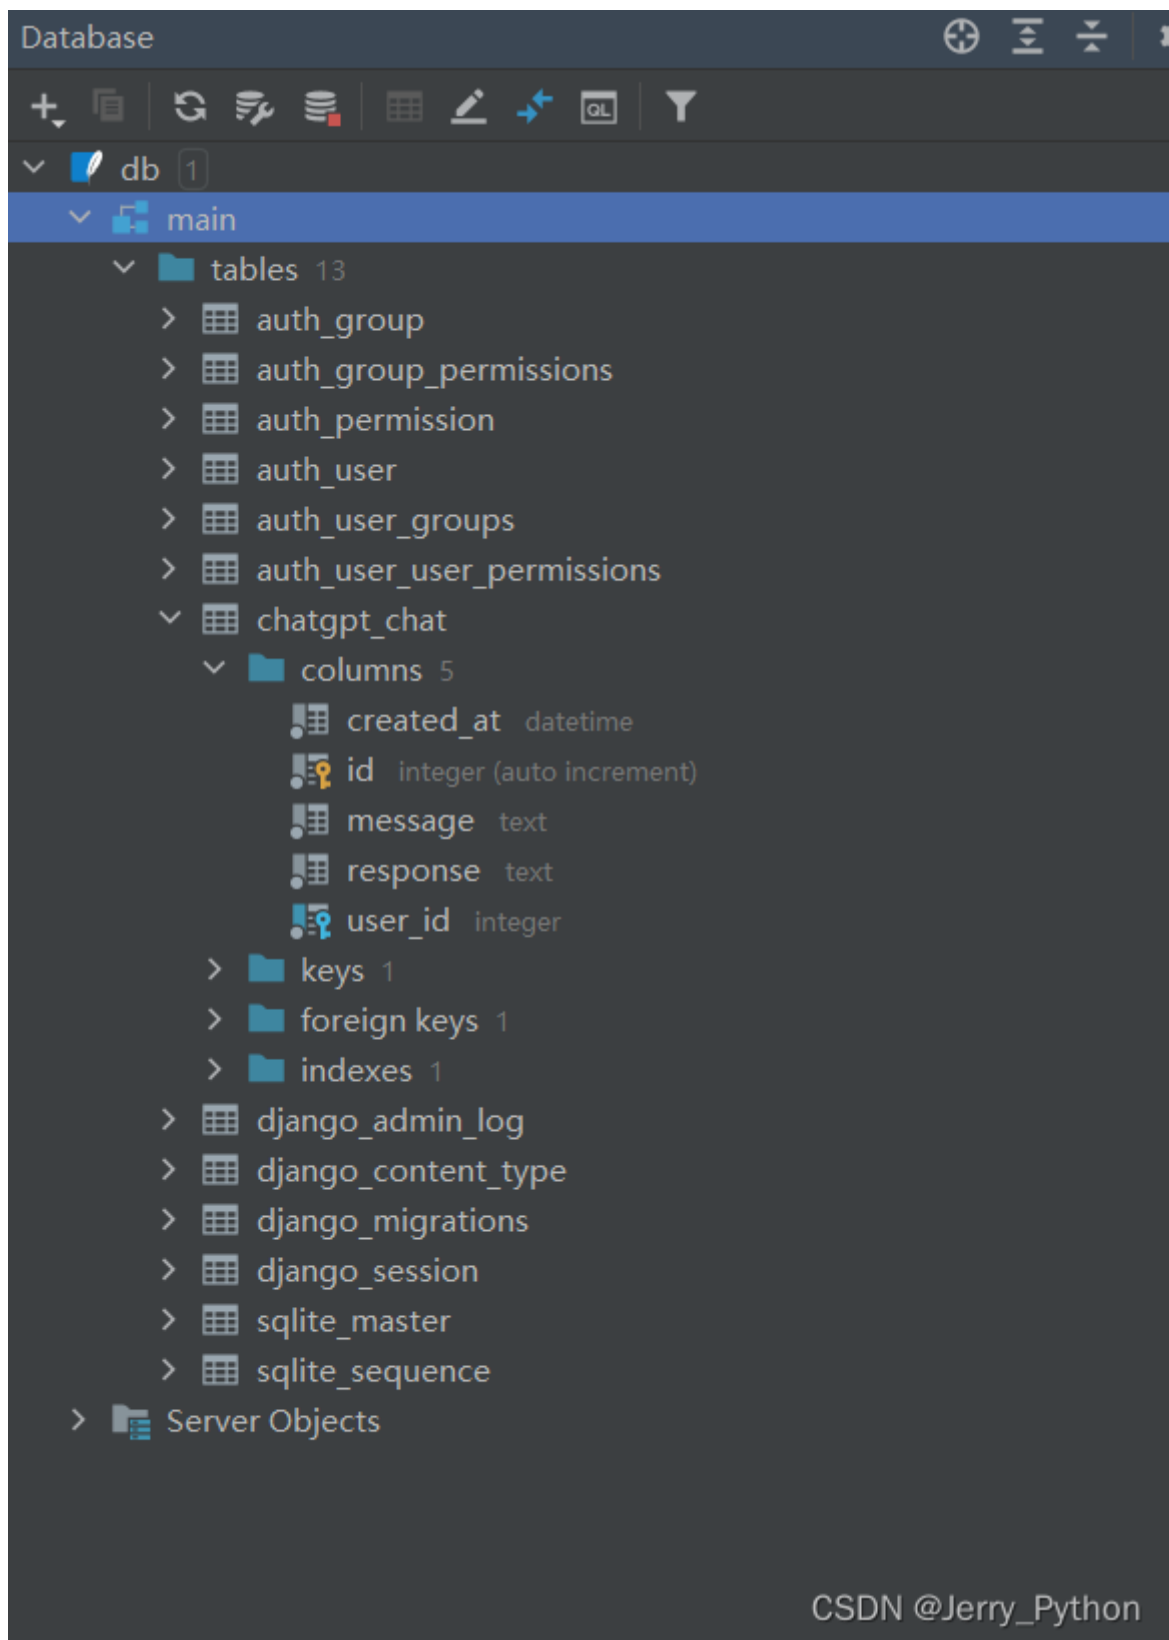 Database
QL
db 1
main
tables 13
auth_group
auth_group_permissions
auth_permission
auth_user
auth_user_groups
auth_user_user_permissions
chatgpt_chat
columns 5
created_at datetime
id integer (auto increment)
message text
response text
user_id integer
keys 1
foreign keys 1
indexes 1
django_admin_log
django_content_type
django_migrations
django_session
sqlite_master
sqlite_sequence
Server Objects
CSDN @Jerry_Python